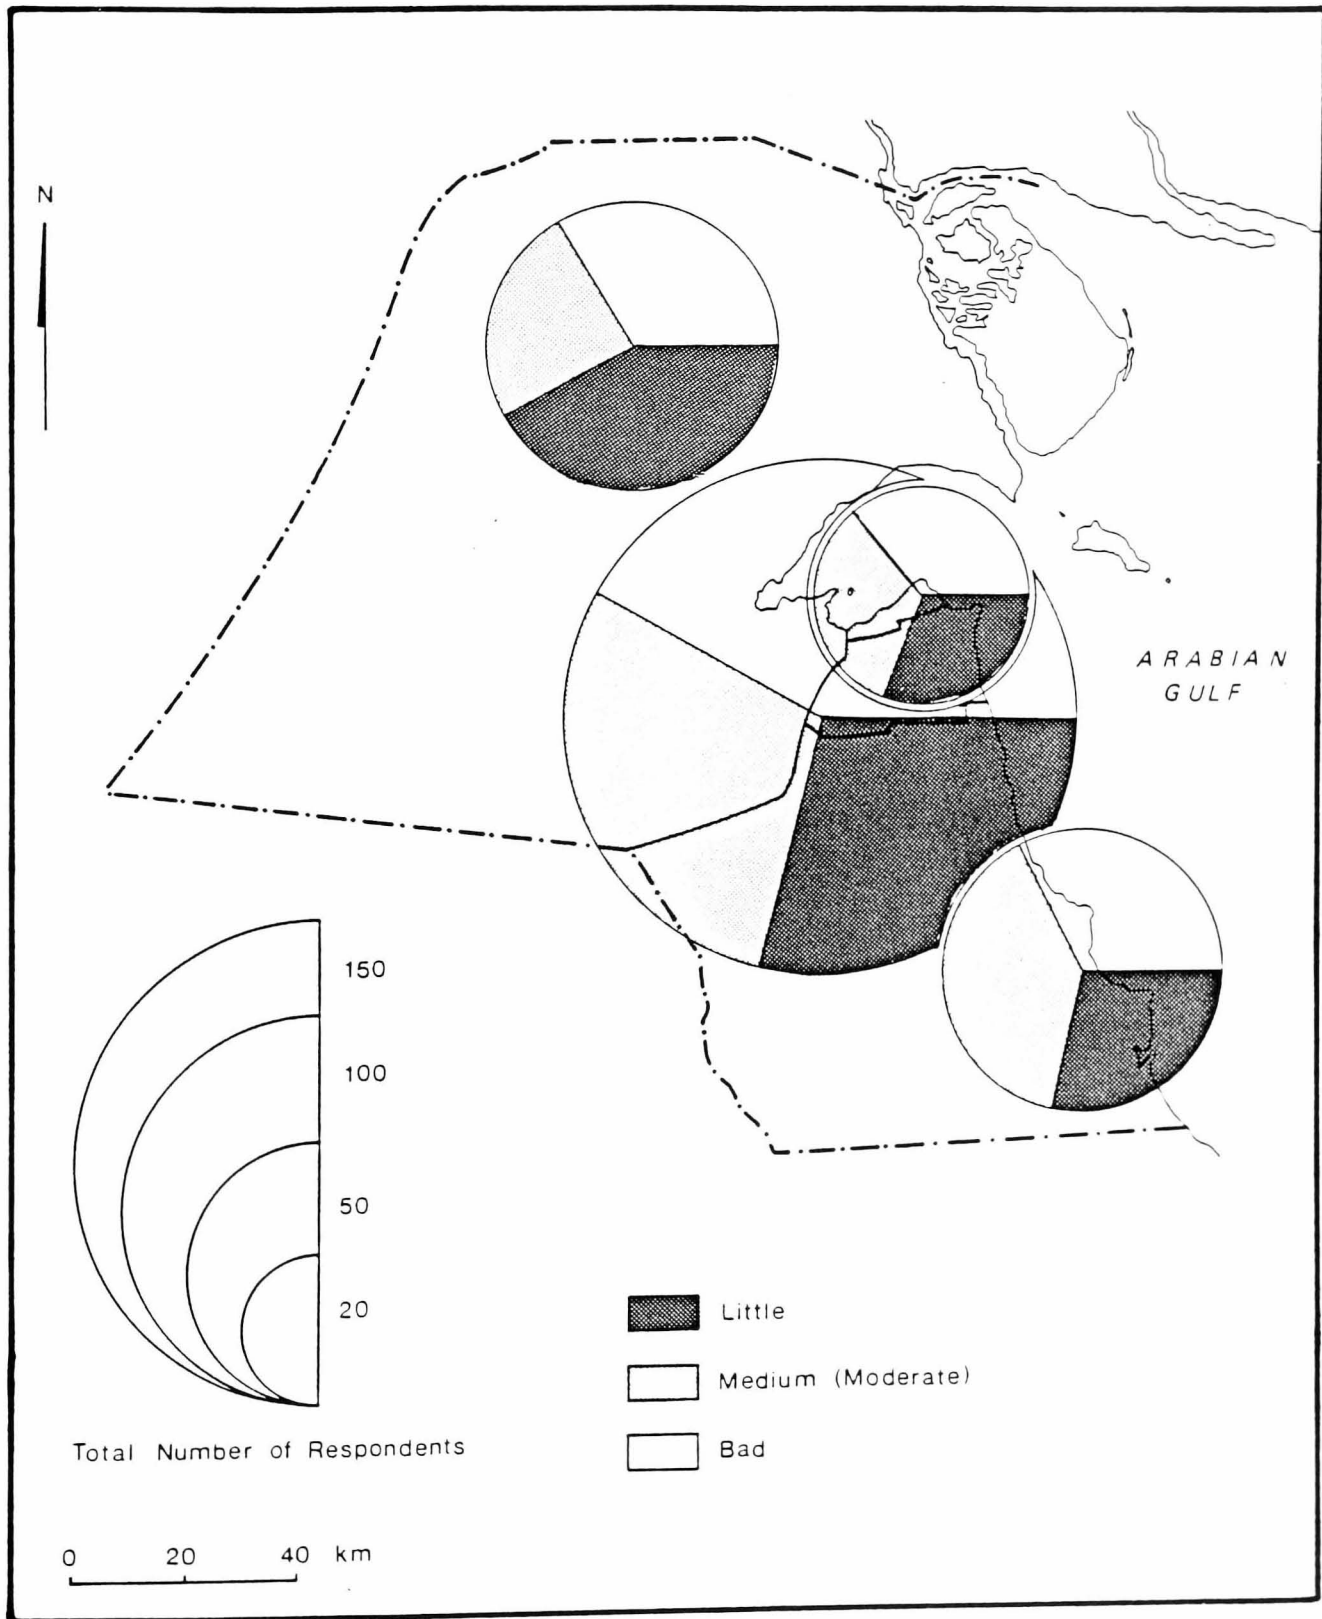 N
ARABIAN
GULF
150
100
50
20
Total Number of Respondents
Little
Medium (Moderate)
Bad
0 20 40 km